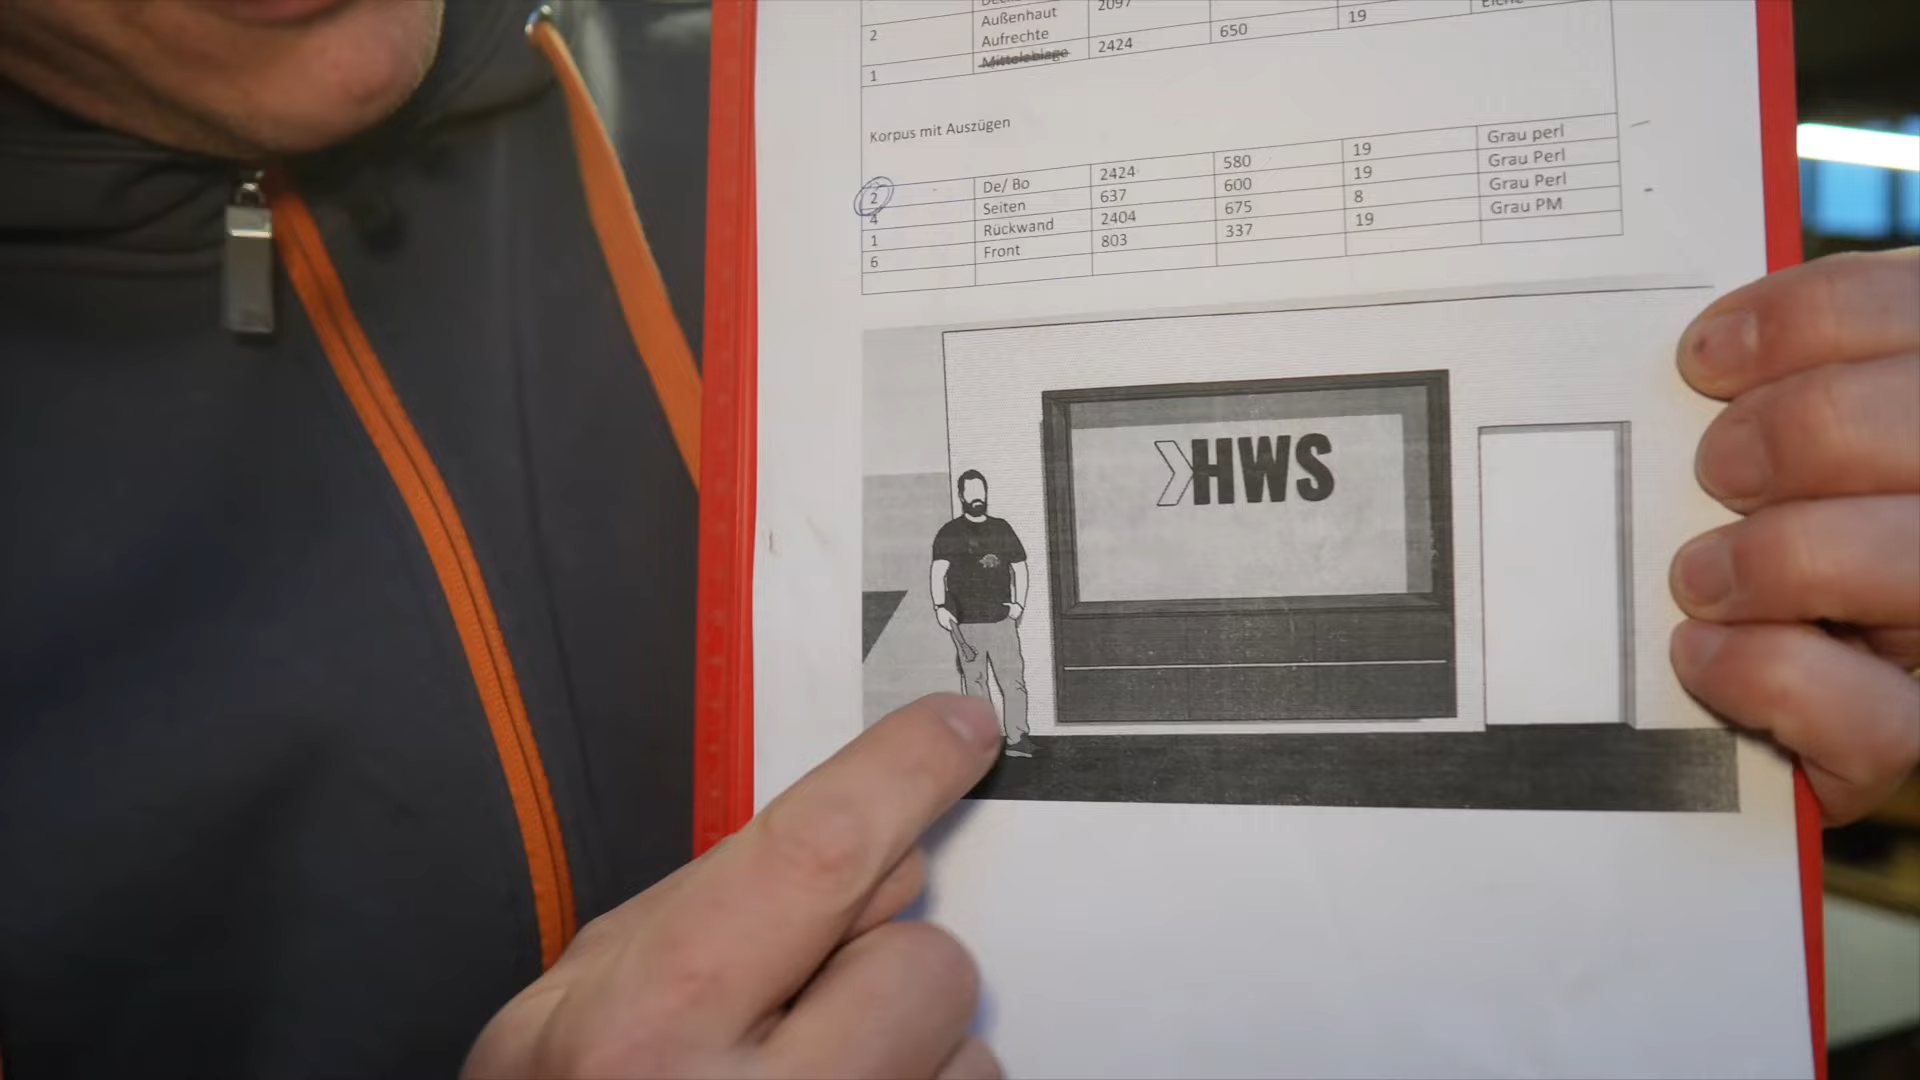 2 Außenhaut 2097
Aufrechte 650 19
1 Mittelablage 2424
Korpus mit Auszügen
2 De/ Bo 2424 580 19 Grau perl
4 Seiten 637 600 19 Grau Perl
1 Rückwand 2404 675 8 Grau Perl
6 Front 803 337 19 Grau PM
HWS